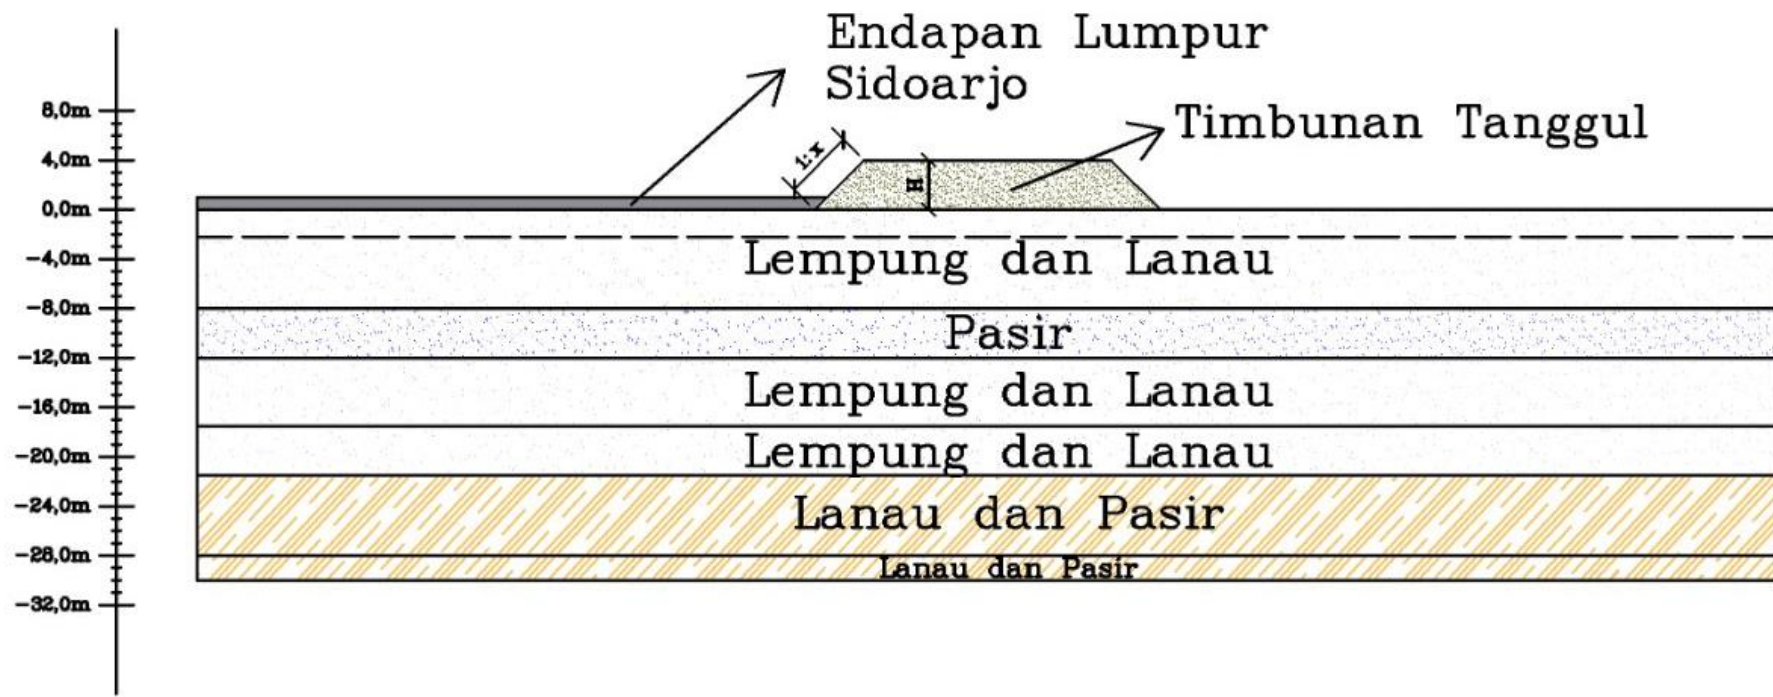 Endapan Lumpur
Sidoarjo
Timbunan Tanggul
8,0m
4,0m
0,0m
-4,0m
-8,0m
-12,0m
-16,0m
-20,0m
-24,0m
-28,0m
-32,0m
1:x
H
Lempung dan Lanau
Pasir
Lempung dan Lanau
Lempung dan Lanau
Lanau dan Pasir
Lanau dan Pasir